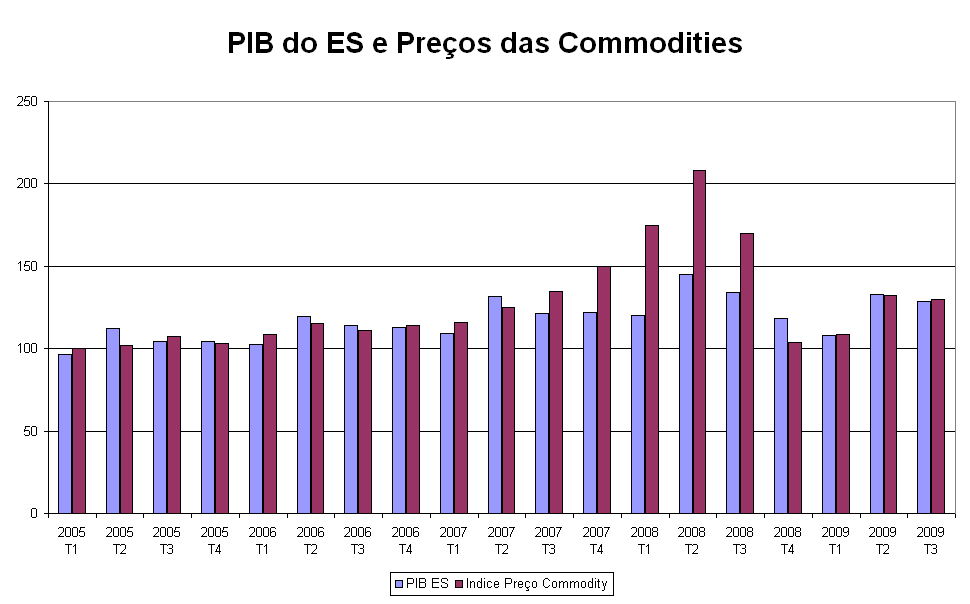 PIB do ES e Preços das Commodities
250
200
150
100
50
0
2005 2005 2005 2005 2006 2006 2006 2006 2007 2007 2007 2007 2008 2008 2008 2008 2009 2009 2009
T1 T2 T3 T4 T1 T2 T3 T4 T1 T2 T3 T4 T1 T2 T3 T4 T1 T2 T3
PIB ES Indice Preço Commodity